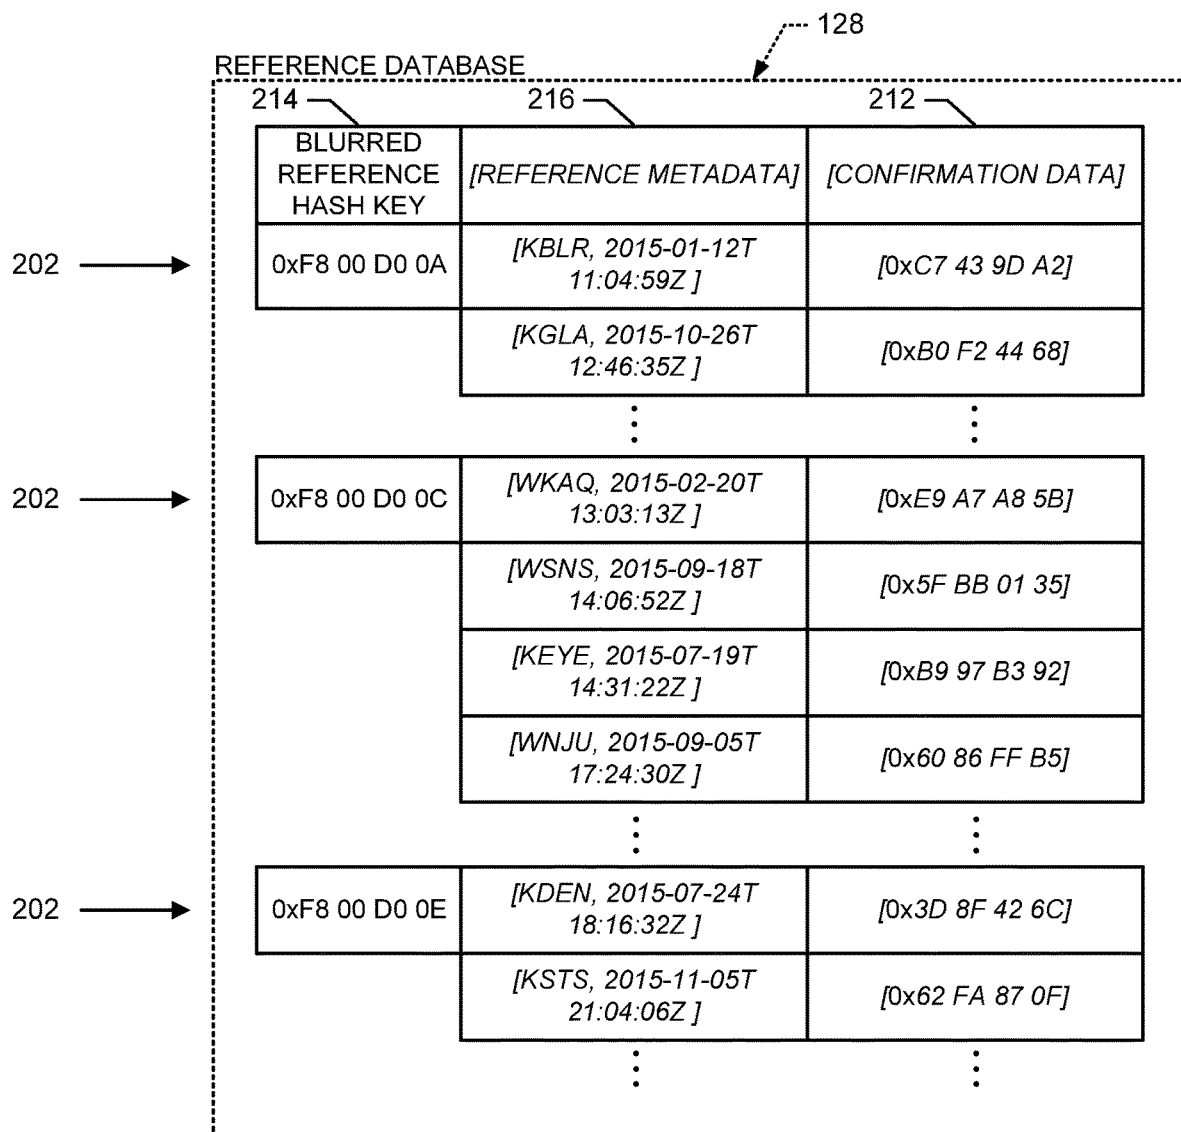 128
REFERENCE DATABASE
214
216
212
BLURRED
REFERENCE
HASH KEY
[REFERENCE METADATA]
[CONFIRMATION DATA]
202
0xF8 00 D0 0A
[KBLR, 2015-01-12T
11:04:59Z ]
[0xC7 43 9D A2]
[KGLA, 2015-10-26T
12:46:35Z ]
[0xB0 F2 44 68]
202
0xF8 00 D0 0C
[WKAQ, 2015-02-20T
13:03:13Z ]
[0xE9 A7 A8 5B]
[WSNS, 2015-09-18T
14:06:52Z ]
[0x5F BB 01 35]
[KEYE, 2015-07-19T
14:31:22Z ]
[0xB9 97 B3 92]
[WNJU, 2015-09-05T
17:24:30Z ]
[0x60 86 FF B5]
202
0xF8 00 D0 0E
[KDEN, 2015-07-24T
18:16:32Z ]
[0x3D 8F 42 6C]
[KSTS, 2015-11-05T
21:04:06Z ]
[0x62 FA 87 0F]